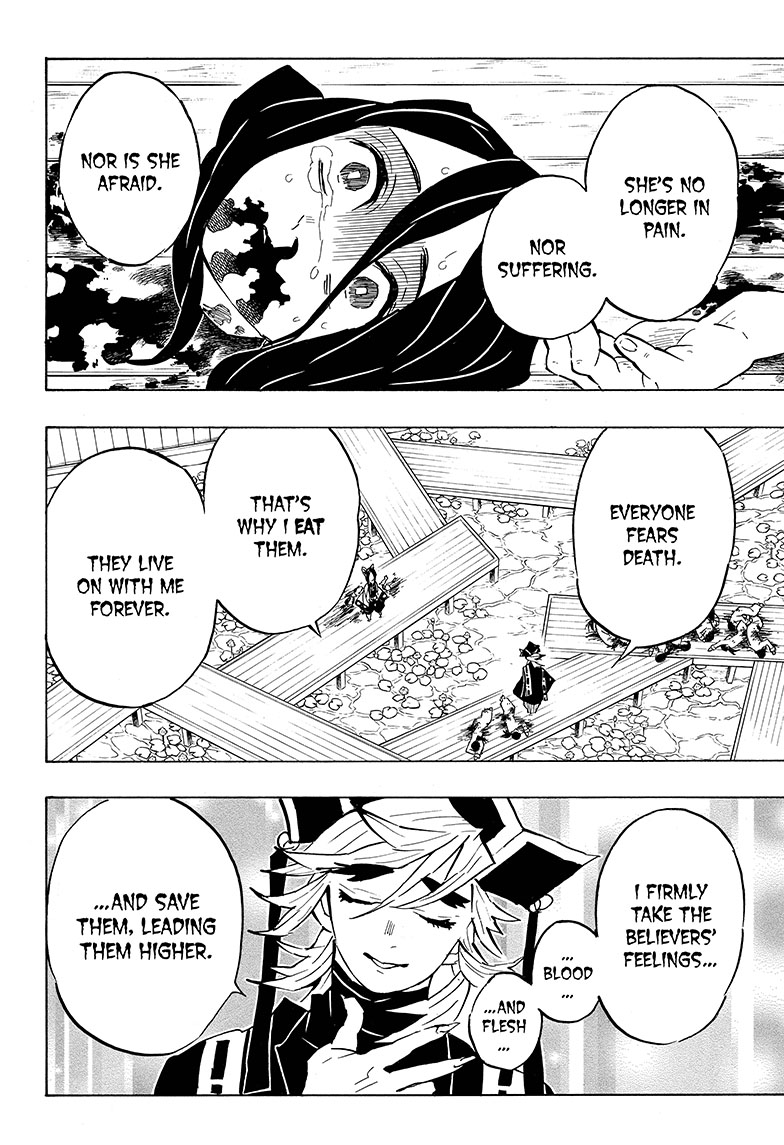 SHE'S NO
LONGER IN
PAIN.
NOR
SUFFERING.
NOR IS SHE
AFRAID.
EVERYONE
FEARS
DEATH.
THAT'S
WHY I EAT
THEM.
THEY LIVE
ON WITH ME
FOREVER.
I FIRMLY
TAKE THE
BELIEVERS'
FEELINGS...
...
BLOOD
...
...AND
FLESH
...
...AND SAVE
THEM, LEADING
THEM HIGHER.